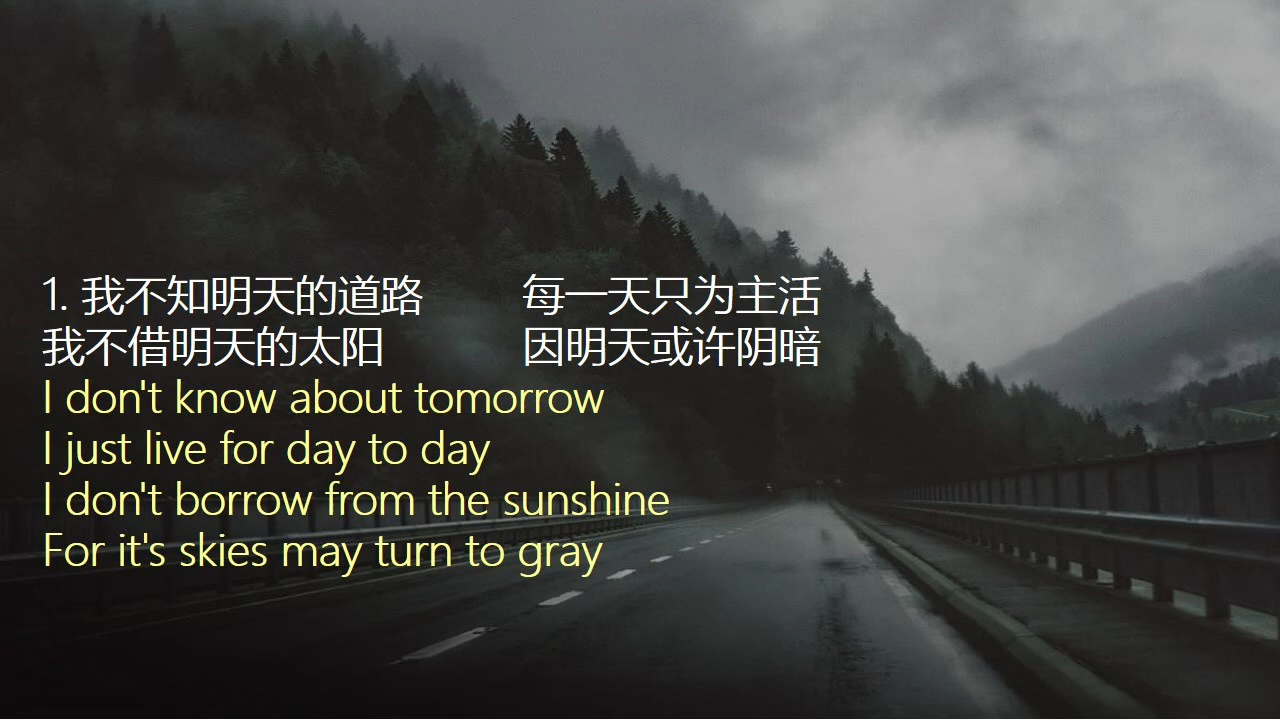 1. 我不知明天的道路 每一天只为主活
我不借明天的太阳 因明天或许阴暗
I don't know about tomorrow
I just live for day to day
I don't borrow from the sunshine
For it's skies may turn to gray